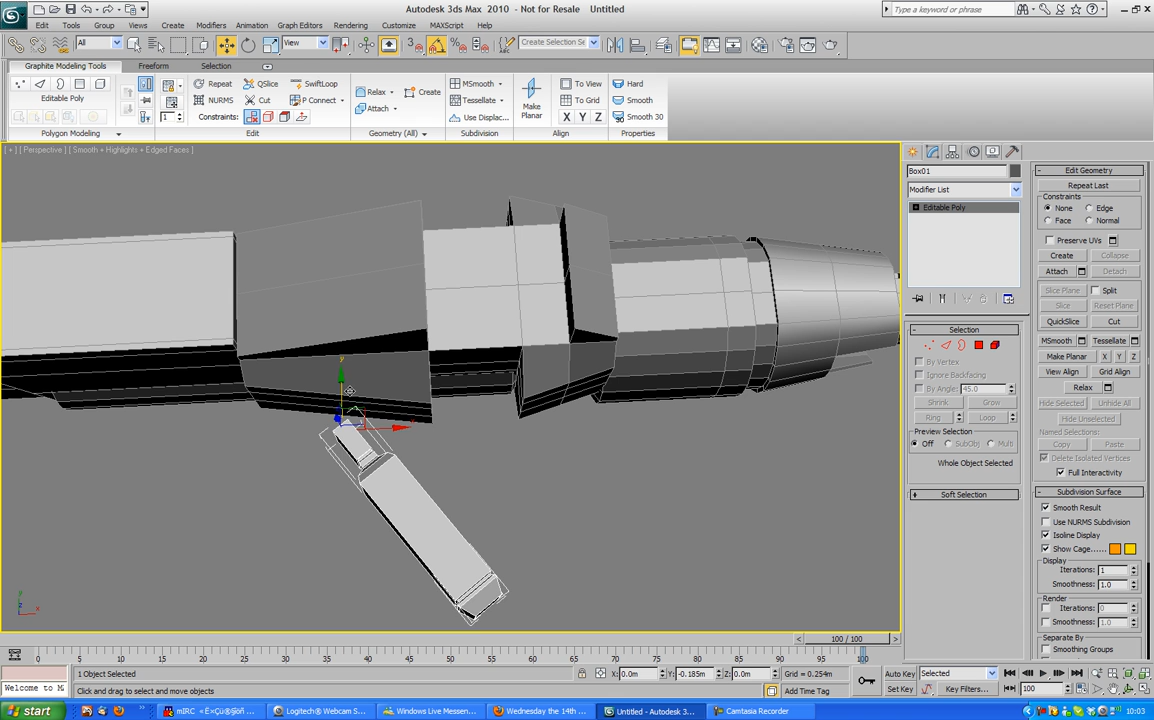 Autodesk 3ds Max 2010 - Not for Resale Untitled
Type a keyword or phrase
Edit Tools Group Views Create Modifiers Animation Graph Editors Rendering Customize MAXScript Help
All View Create Selection Se
Graphite Modeling Tools Freeform Selection
Repeat QSlice SwiftLoop
NURMS Cut P Connect
Constraints:
Editable Poly
1
Relax Create
Attach
MSmooth
Tessellate
Use Displac...
Make Planar
To View
To Grid
X Y Z
Hard
Smooth
Smooth 30
Polygon Modeling Edit Geometry (All) Subdivision Align Properties
[ + ] [ Perspective ] [ Smooth + Highlights + Edged Faces ]
y
x
z
y
x
Box01
Modifier List
Editable Poly
Selection
By Vertex
Ignore Backfacing
By Angle: 45.0
Shrink Grow
Ring Loop
Preview Selection
Off SubObj Multi
Whole Object Selected
Soft Selection
Edit Geometry
Repeat Last
Constraints
None Edge
Face Normal
Preserve UVs
Create Collapse
Attach Detach
Slice Plane Split
Slice Reset Plane
QuickSlice Cut
MSmooth Tessellate
Make Planar X Y Z
View Align Grid Align
Relax
Hide Selected Unhide All
Hide Unselected
Named Selections:
Copy Paste
Delete Isolated Vertices
Full Interactivity
Subdivision Surface
Smooth Result
Use NURMS Subdivision
Isoline Display
Show Cage......
Display
Iterations: 1
Smoothness: 1.0
Render
Iterations: 0
Smoothness: 1.0
Separate By
Smoothing Groups
100 / 100
0 5 10 15 20 25 30 35 40 45 50 55 60 65 70 75 80 85 90 95 100
Welcome to M
1 Object Selected
X: 0.0m Y: -0.185m Z: 0.0m Grid = 0.254m
Click and drag to select and move objects
Add Time Tag
Auto Key Selected
Set Key Key Filters...
100
start
Logitech® Webcam S...
Windows Live Messen...
Wednesday the 14th ...
Untitled - Autodesk 3...
Camtasia Recorder
10:03